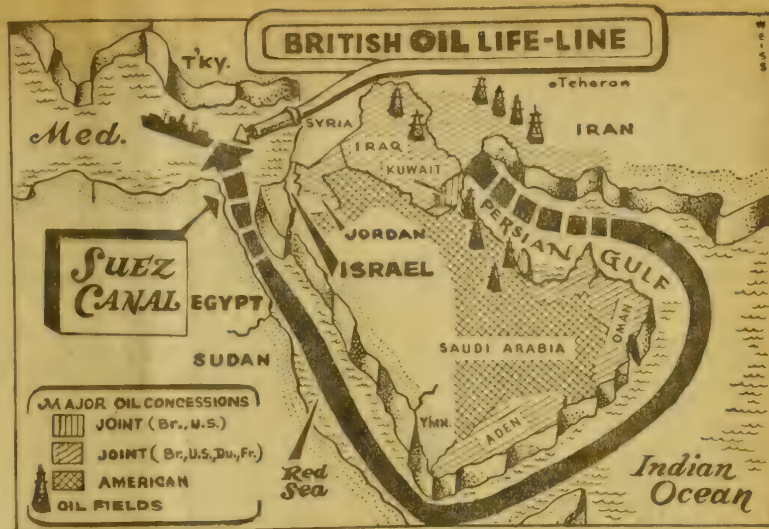 BRITISH OIL LIFE-LINE
WEISS
T'KY.
Teheran
Med.
SYRIA
IRAQ
IRAN
KUWAIT
PERSIAN GULF
JORDAN
ISRAEL
SUEZ
CANAL
EGYPT
SAUDI ARABIA
OMAN
SUDAN
MAJOR OIL CONCESSIONS
JOINT (Br., U.S.)
JOINT (Br., U.S., Du., Fr.)
AMERICAN
OIL FIELDS
Red
Sea
YMN.
ADEN
Indian
Ocean